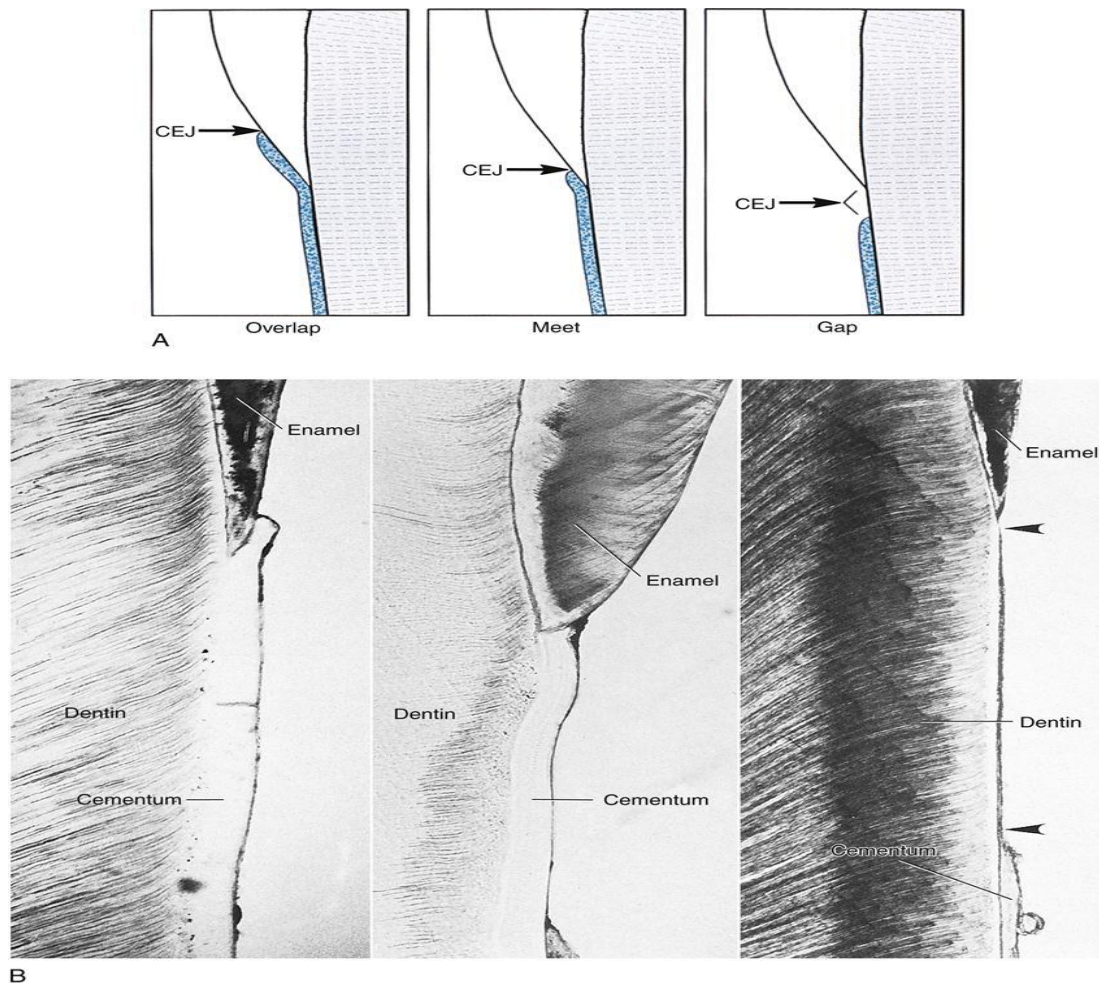 CEJ
CEJ
CEJ
Overlap
Meet
Gap
A
Enamel
Enamel
Enamel
Dentin
Dentin
Dentin
Cementum
Cementum
Cementum
B